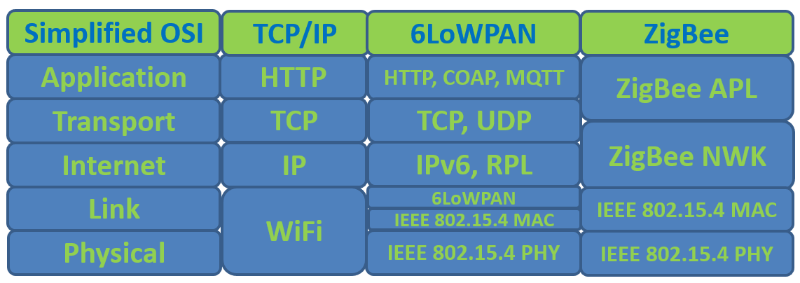 Simplified OSI TCP/IP 6LoWPAN ZigBee
Application HTTP HTTP, COAP, MQTT ZigBee APL
Transport TCP TCP, UDP
Internet IP IPv6, RPL ZigBee NWK
Link WiFi 6LoWPAN IEEE 802.15.4 MAC
IEEE 802.15.4 MAC
Physical IEEE 802.15.4 PHY IEEE 802.15.4 PHY